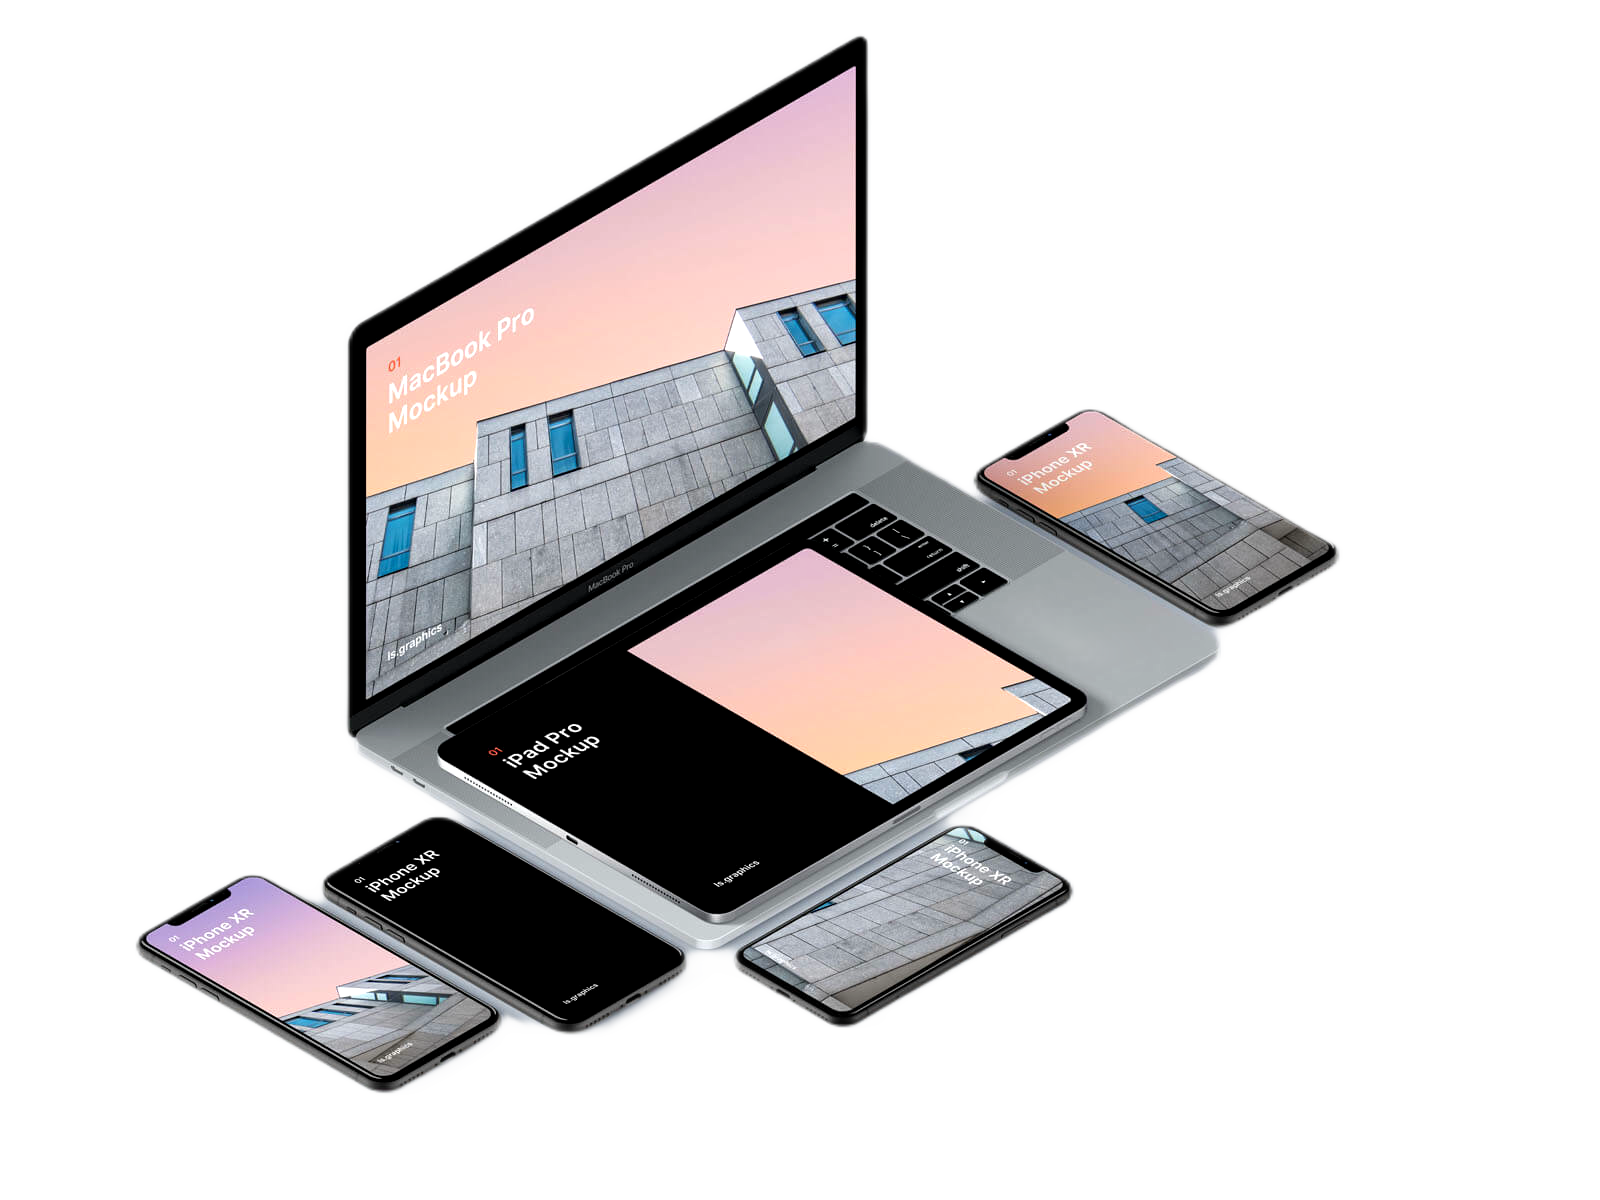 01
MacBook Pro
Mockup
ls.graphics
MacBook Pro
delete
enter
return
shift
01
iPhone XR
Mockup
ls.graphics
01
iPad Pro
Mockup
ls.graphics
01
iPhone XR
Mockup
ls.graphics
01
iPhone XR
Mockup
ls.graphics
01
iPhone XR
Mockup
ls.graphics